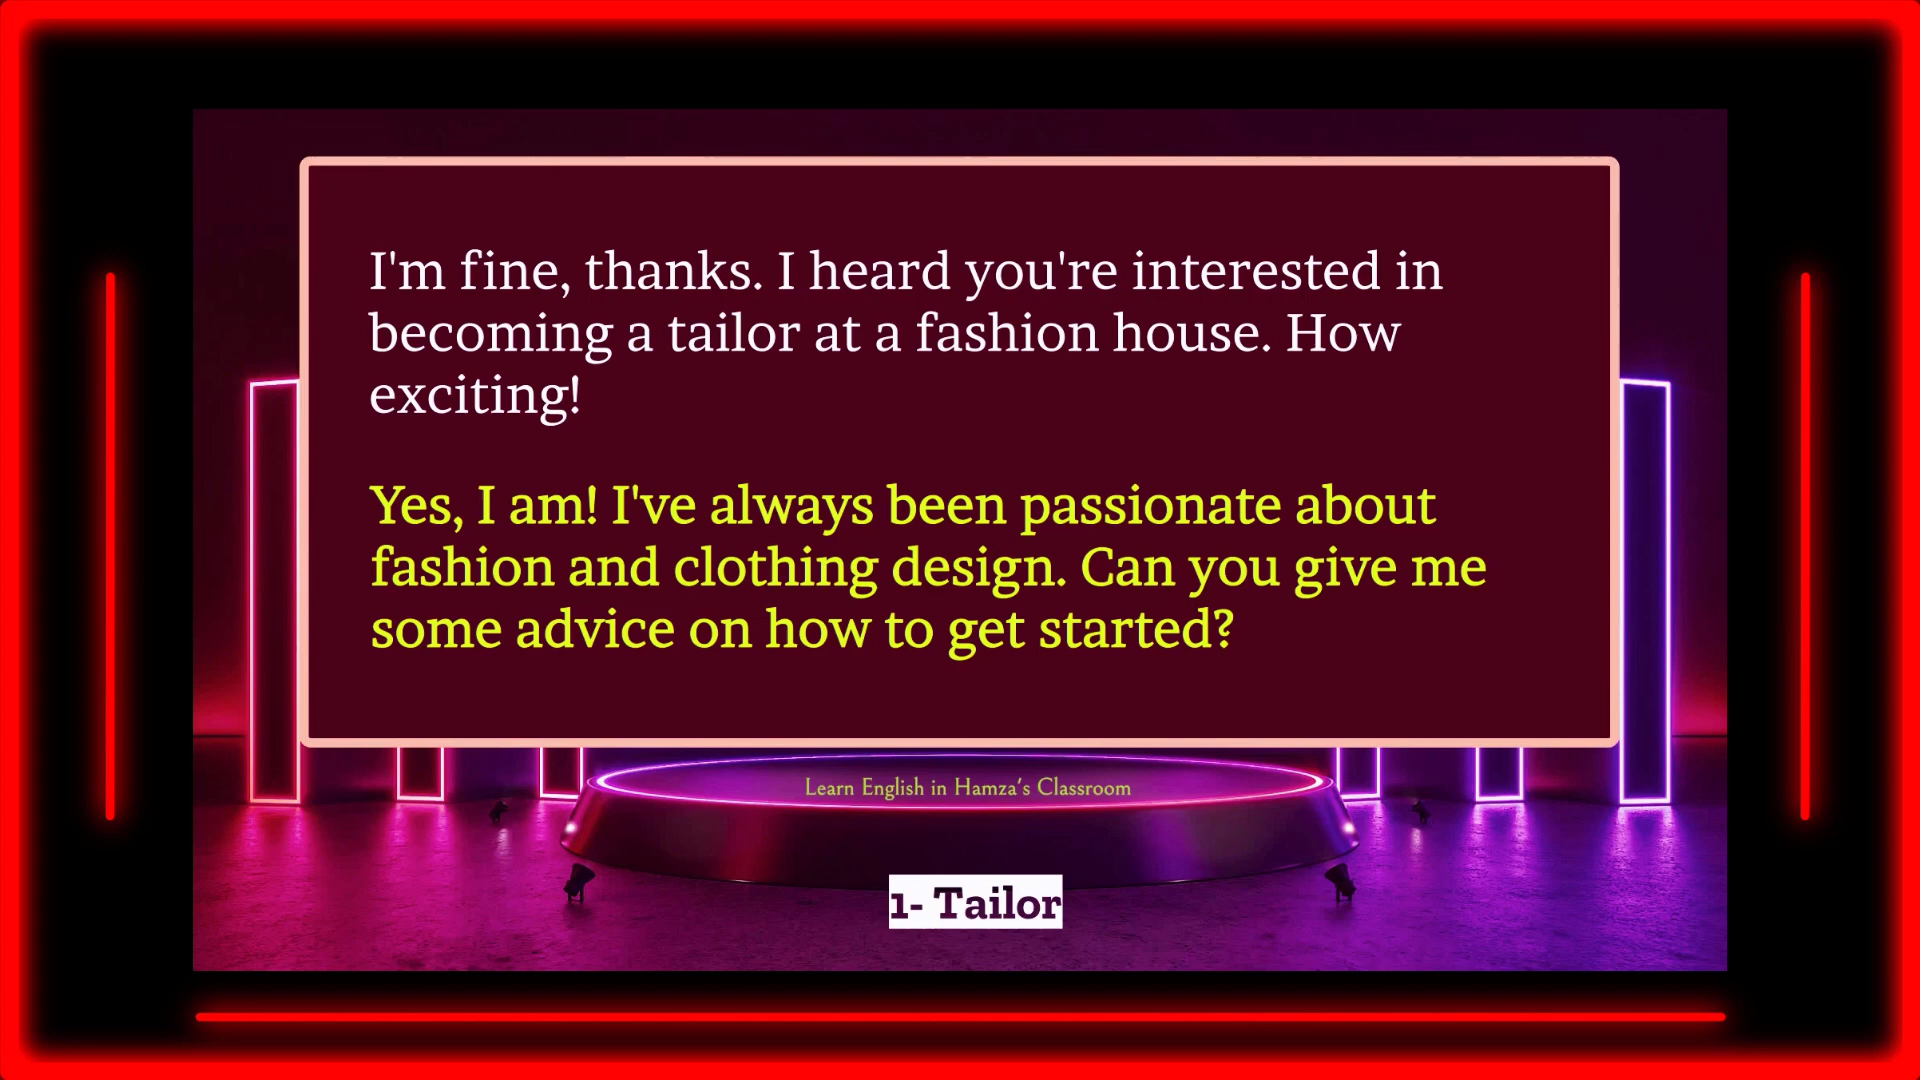 I'm fine, thanks. I heard you're interested in
becoming a tailor at a fashion house. How
exciting!
Yes, I am! I've always been passionate about
fashion and clothing design. Can you give me
some advice on how to get started?
Learn English in Hamza's Classroom
1- Tailor